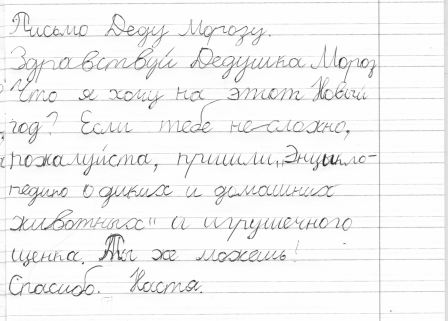 Письмо Деду Морозу.
Здравствуй Дедушка Мороз
Что я хочу на этот Новый
год? Если тебе не сложно,
пожалуйста, пришли „Энцикло-
педию о диких и домашних
животных" и игрушечного
щенка. Ты же можешь!
Спасиоб. Настя.